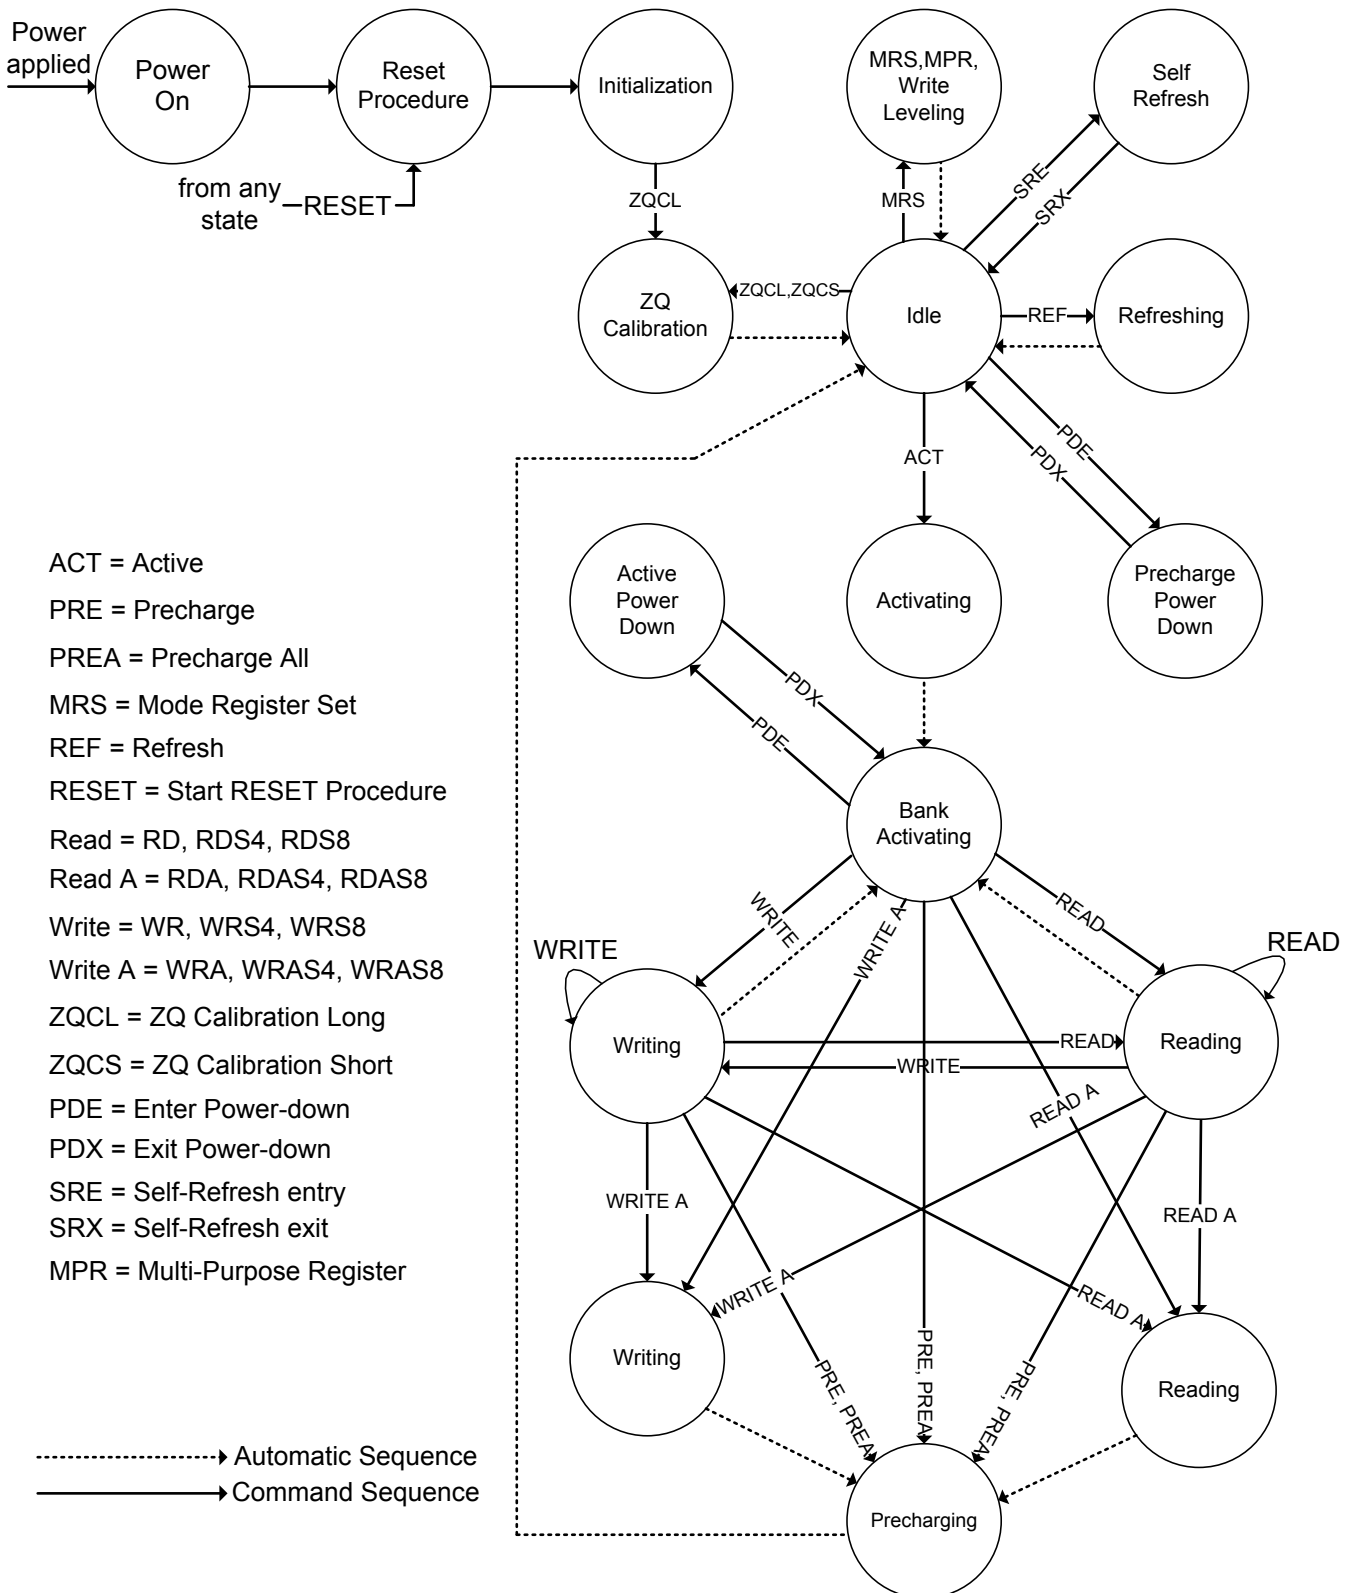 Power
applied
Power
On
Reset
Procedure
Initialization
MRS,MPR,
Write
Leveling
Self
Refresh
from any
state
RESET
ZQCL
MRS
SRE
SRX
ZQ
Calibration
ZQCL,ZQCS
Idle
REF
Refreshing
ACT
PDE
PDX
Active
Power
Down
Activating
Precharge
Power
Down
PDX
PDE
Bank
Activating
WRITE
WRITE A
READ
WRITE
READ
Writing
READ
WRITE
Reading
READ A
WRITE A
READ A
WRITE A
READ A
Writing
PRE, PREA
PRE, PREA
PRE, PREA
Reading
Precharging
ACT = Active
PRE = Precharge
PREA = Precharge All
MRS = Mode Register Set
REF = Refresh
RESET = Start RESET Procedure
Read = RD, RDS4, RDS8
Read A = RDA, RDAS4, RDAS8
Write = WR, WRS4, WRS8
Write A = WRA, WRAS4, WRAS8
ZQCL = ZQ Calibration Long
ZQCS = ZQ Calibration Short
PDE = Enter Power-down
PDX = Exit Power-down
SRE = Self-Refresh entry
SRX = Self-Refresh exit
MPR = Multi-Purpose Register
Automatic Sequence
Command Sequence